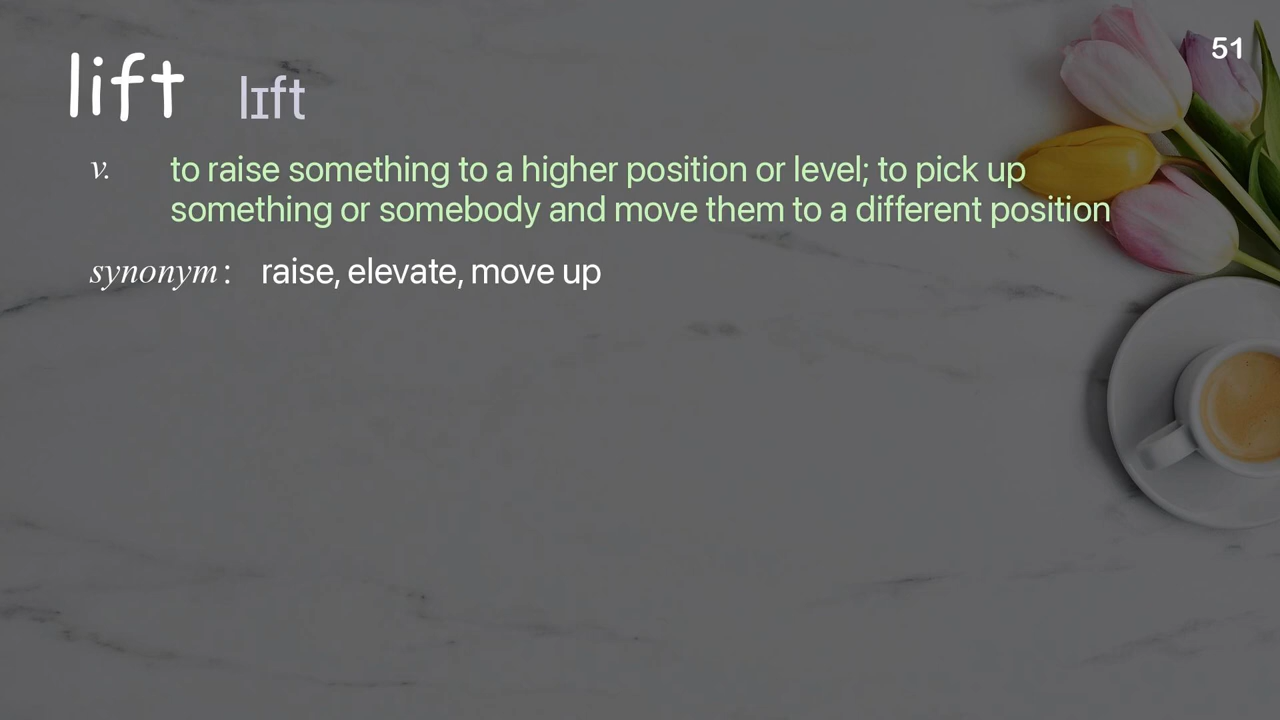 51
lift lɪft
v. to raise something to a higher position or level; to pick up
something or somebody and move them to a different position
synonym : raise, elevate, move up